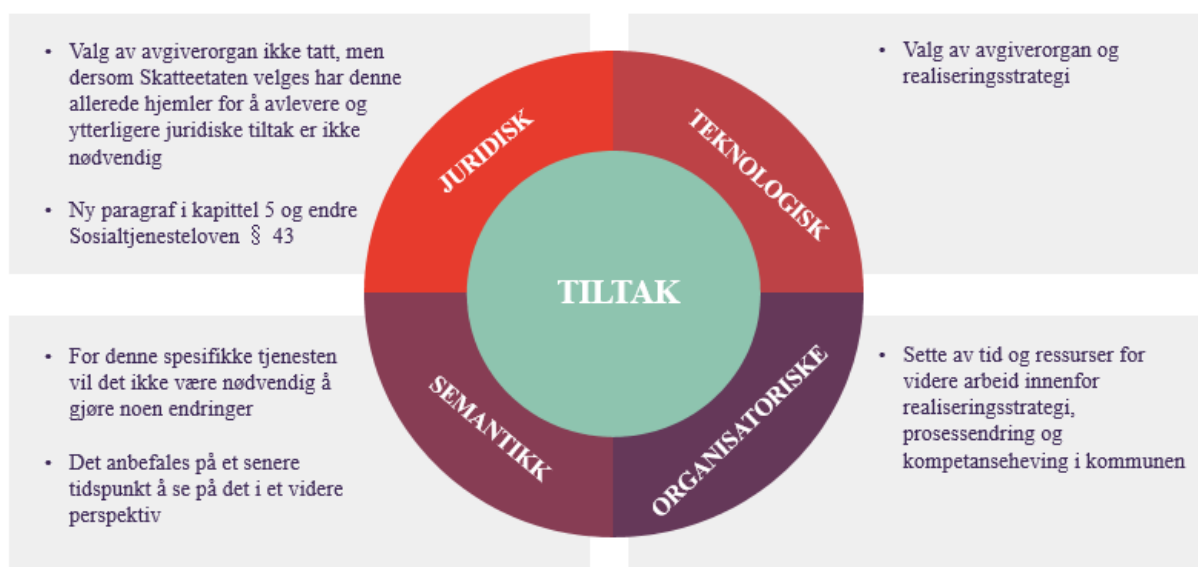 • Valg av avgiverorgan ikke tatt, men
dersom Skatteetaten velges har denne
allerede hjemler for å avlevere og
ytterligere juridiske tiltak er ikke
nødvendig
• Ny paragraf i kapittel 5 og endre
Sosialtjenesteloven § 43
• Valg av avgiverorgan og
realiseringsstrategi
JURIDISK
TEKNOLOGISK
TILTAK
SEMANTIKK
ORGANISATORISKE
• For denne spesifikke tjenesten
vil det ikke være nødvendig å
gjøre noen endringer
• Det anbefales på et senere
tidspunkt å se på det i et videre
perspektiv
• Sette av tid og ressurser for
videre arbeid innenfor
realiseringsstrategi,
prosessendring og
kompetanseheving i kommunen